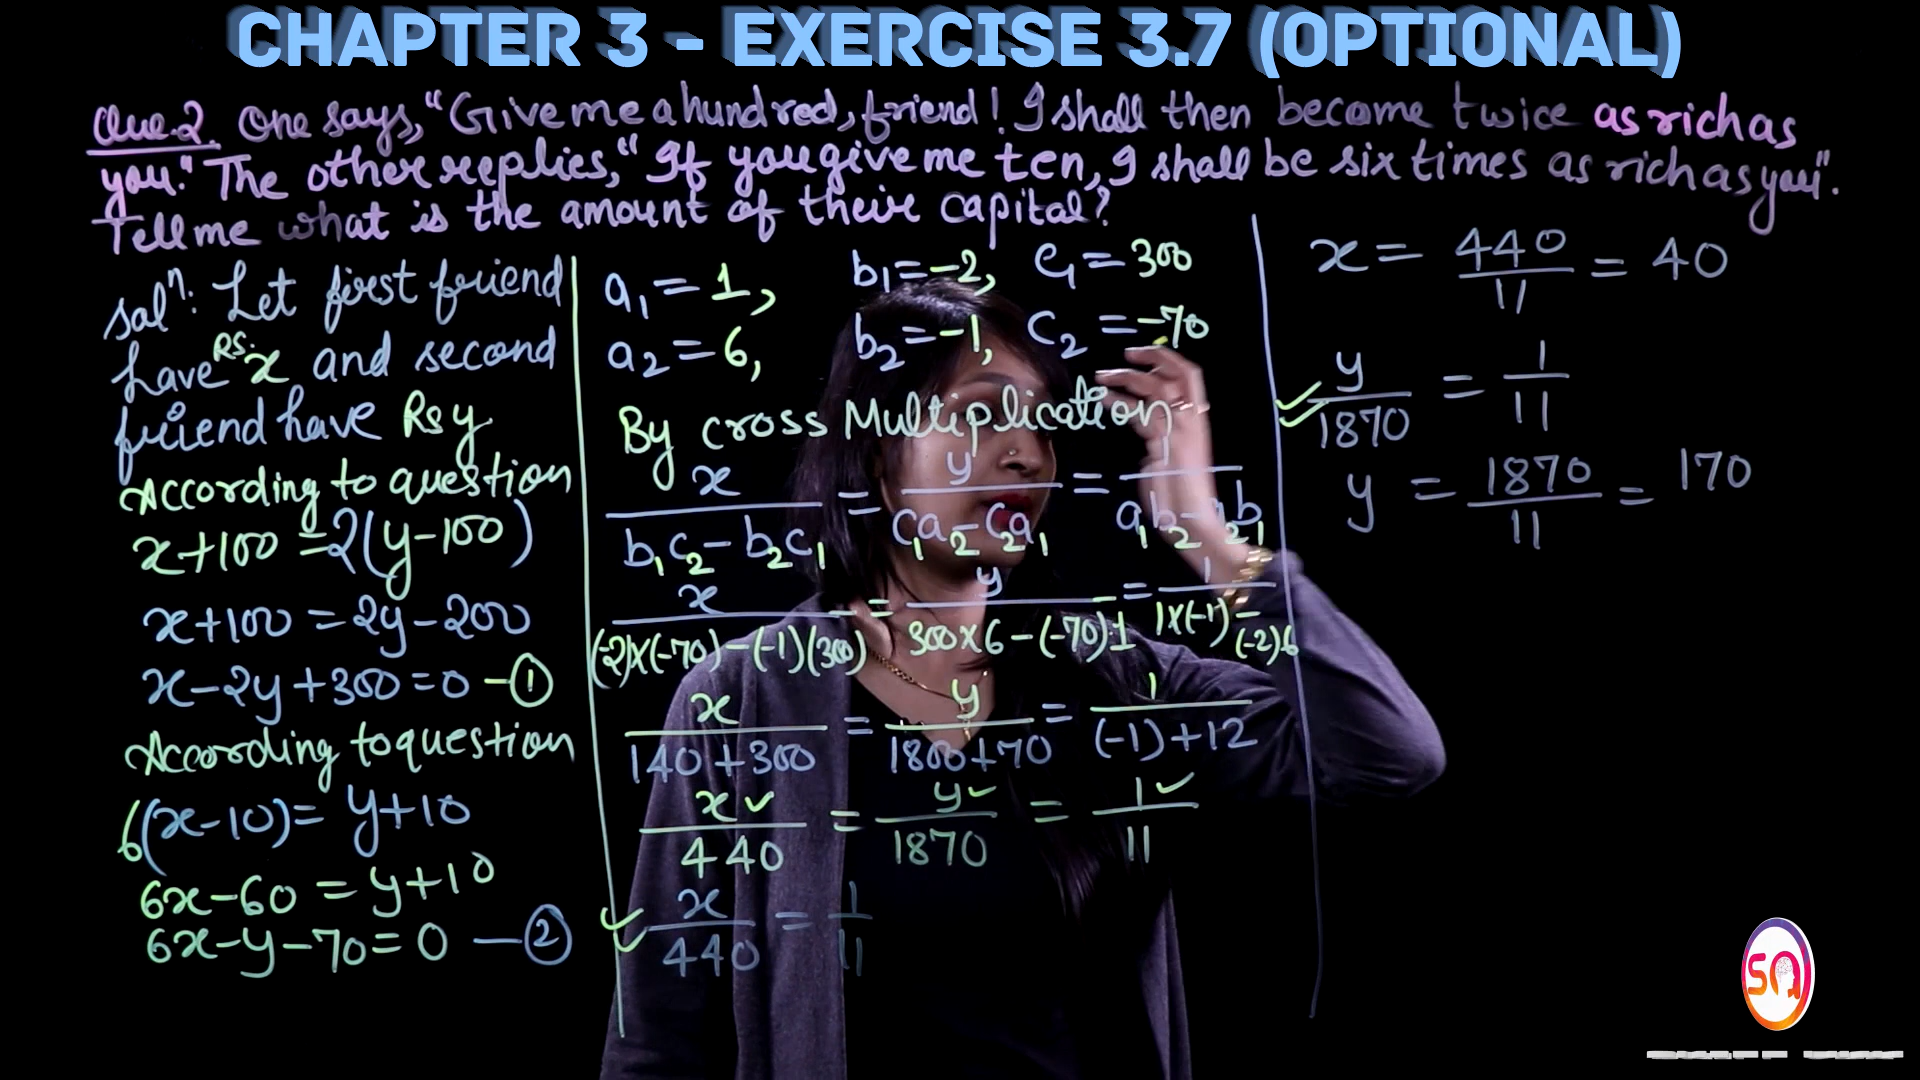 CHAPTER 3 - EXERCISE 3.7 (OPTIONAL)
Que.2. One says, "Give me a hundred, friend! I shall then become twice as rich as
you." The other replies, "If you give me ten, I shall be six times as rich as you".
Tell me what is the amount of their capital?
Solⁿ: Let first friend
have Rs. x and second
friend have Rs y
According to question
x+100 = 2(y-100)
x+100 = 2y-200
x-2y+300=0 -①
According to question
6(x-10)= y+10
6x-60 = y+10
6x-y-70=0 -②
a₁ = 1, b₁ = -2, c₁ = 300
a₂ = 6, b₂ = -1, c₂ = -70
By cross Multiplication
x/(b₁c₂ - b₂c₁) = y/(c₁a₂ - c₂a₁) = 1/(a₁b₂ - a₂b₁)
x/((-2)x(-70) - (-1)(300)) = y/(300x6 - (-70).1) = 1/(1x(-1) - (-2)6)
x/(140+300) = y/(1800+70) = 1/((-1)+12)
x✓/440 = y✓/1870 = 1✓/11
x/440 = 1/11
x = 440/11 = 40
y/1870 = 1/11
y = 1870/11 = 170
SQ